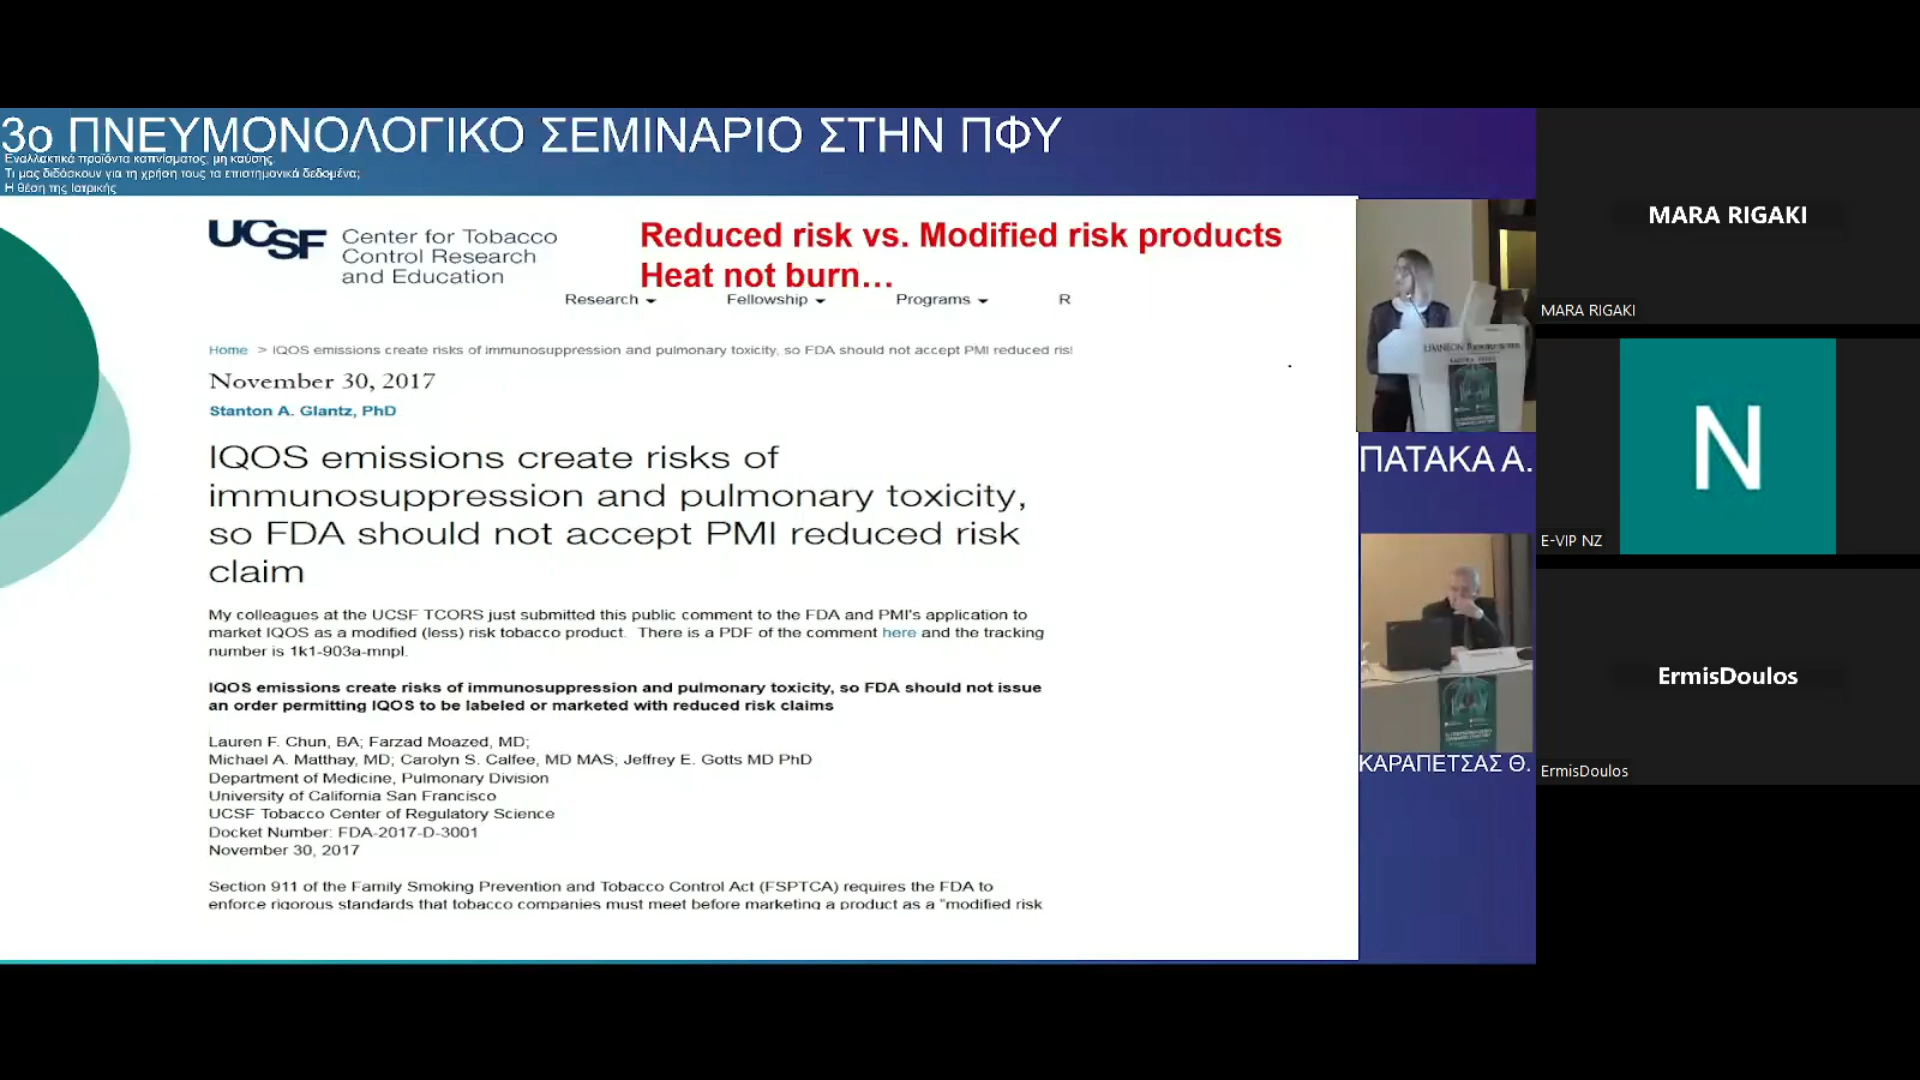 3ο ΠΝΕΥΜΟΝΟΛΟΓΙΚΟ ΣΕΜΙΝΑΡΙΟ ΣΤΗΝ ΠΦΥ
Εναλλακτικά προϊόντα καπνίσματος, μη καύσης.
Τι μας διδάσκουν για τη χρήση τους τα επιστημονικά δεδομένα;
Η θέση της Ιατρικής
UCSF
Center for Tobacco
Control Research
and Education
Reduced risk vs. Modified risk products
Heat not burn…
Research
Fellowship
Programs
R
Home > IQOS emissions create risks of immunosuppression and pulmonary toxicity, so FDA should not accept PMI reduced ris
November 30, 2017
Stanton A. Glantz, PhD
IQOS emissions create risks of
immunosuppression and pulmonary toxicity,
so FDA should not accept PMI reduced risk
claim
My colleagues at the UCSF TCORS just submitted this public comment to the FDA and PMI's application to
market IQOS as a modified (less) risk tobacco product. There is a PDF of the comment here and the tracking
number is 1k1-903a-mnpl.
IQOS emissions create risks of immunosuppression and pulmonary toxicity, so FDA should not issue
an order permitting IQOS to be labeled or marketed with reduced risk claims
Lauren F. Chun, BA; Farzad Moazed, MD;
Michael A. Matthay, MD; Carolyn S. Calfee, MD MAS; Jeffrey E. Gotts MD PhD
Department of Medicine, Pulmonary Division
University of California San Francisco
UCSF Tobacco Center of Regulatory Science
Docket Number: FDA-2017-D-3001
November 30, 2017
Section 911 of the Family Smoking Prevention and Tobacco Control Act (FSPTCA) requires the FDA to
enforce rigorous standards that tobacco companies must meet before marketing a product as a "modified risk
ΠΑΤΑΚΑ Α.
ΚΑΡΑΠΕΤΣΑΣ Θ.
MARA RIGAKI
MARA RIGAKI
N
E-VIP NZ
ErmisDoulos
ErmisDoulos